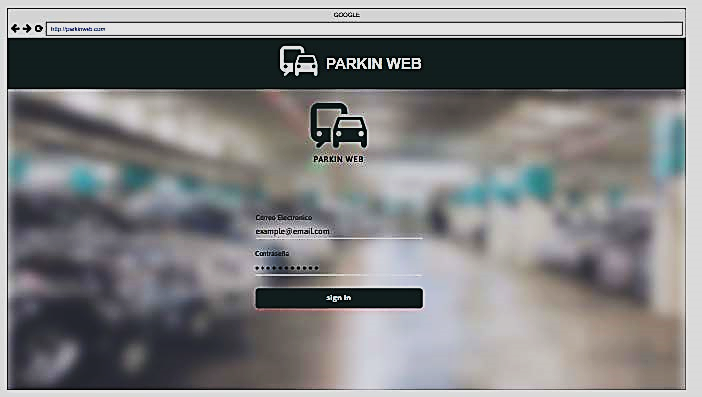 GOOGLE
http://parkinweb.com
PARKIN WEB
PARKIN WEB
Correo Electronico
example@email.com
Contraseña
sign in